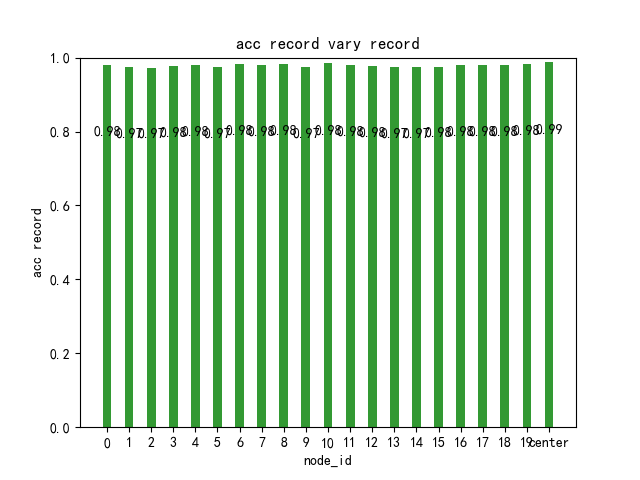 acc record vary record
acc record
1.0
0.8
0.6
0.4
0.2
0.0
0.98 0.97 0.97 0.98 0.98 0.97 0.98 0.98 0.98 0.97 0.98 0.98 0.98 0.97 0.97 0.98 0.98 0.98 0.98 0.98 0.99
0 1 2 3 4 5 6 7 8 9 10 11 12 13 14 15 16 17 18 19 center
node_id